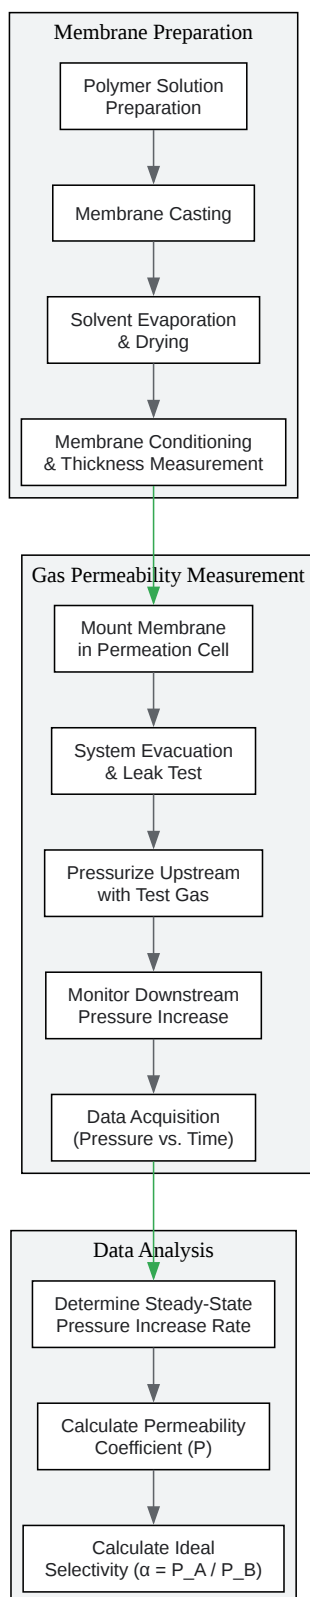 Membrane Preparation
Polymer Solution
Preparation
Membrane Casting
Solvent Evaporation
& Drying
Membrane Conditioning
& Thickness Measurement
Gas Permeability Measurement
Mount Membrane
in Permeation Cell
System Evacuation
& Leak Test
Pressurize Upstream
with Test Gas
Monitor Downstream
Pressure Increase
Data Acquisition
(Pressure vs. Time)
Data Analysis
Determine Steady-State
Pressure Increase Rate
Calculate Permeability
Coefficient (P)
Calculate Ideal
Selectivity (α = P_A / P_B)